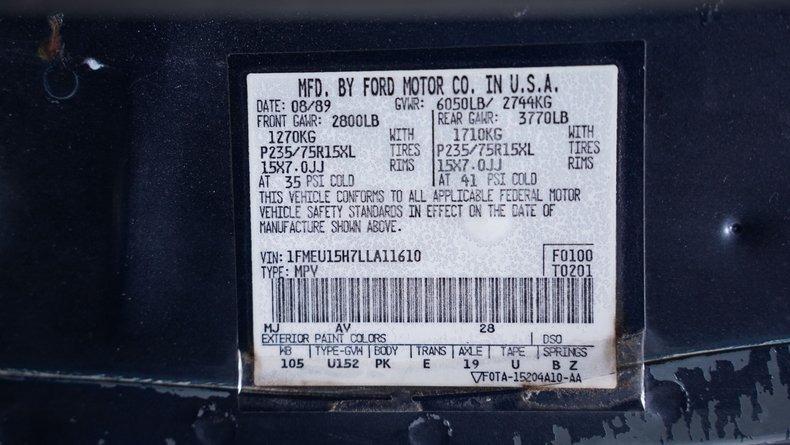 MFD. BY FORD MOTOR CO. IN U.S.A.
DATE: 08/89 GVWR: 6050LB/ 2744KG
FRONT GAWR: 2800LB REAR GAWR: 3770LB
1270KG WITH 1710KG WITH
P235/75R15XL TIRES P235/75R15XL TIRES
15X7.0JJ RIMS 15X7.0JJ RIMS
AT 35 PSI COLD AT 41 PSI COLD
THIS VEHICLE CONFORMS TO ALL APPLICABLE FEDERAL MOTOR
VEHICLE SAFETY STANDARDS IN EFFECT ON THE DATE OF
MANUFACTURE SHOWN ABOVE.
VIN: 1FMEU15H7LLA11610 F0100
TYPE: MPV T0201
MJ AV 28
EXTERIOR PAINT COLORS DSO
WB TYPE-GVW BODY TRANS AXLE TAPE SPRINGS
105 U152 PK E 19 U B Z
F0TA-15204A10-AA